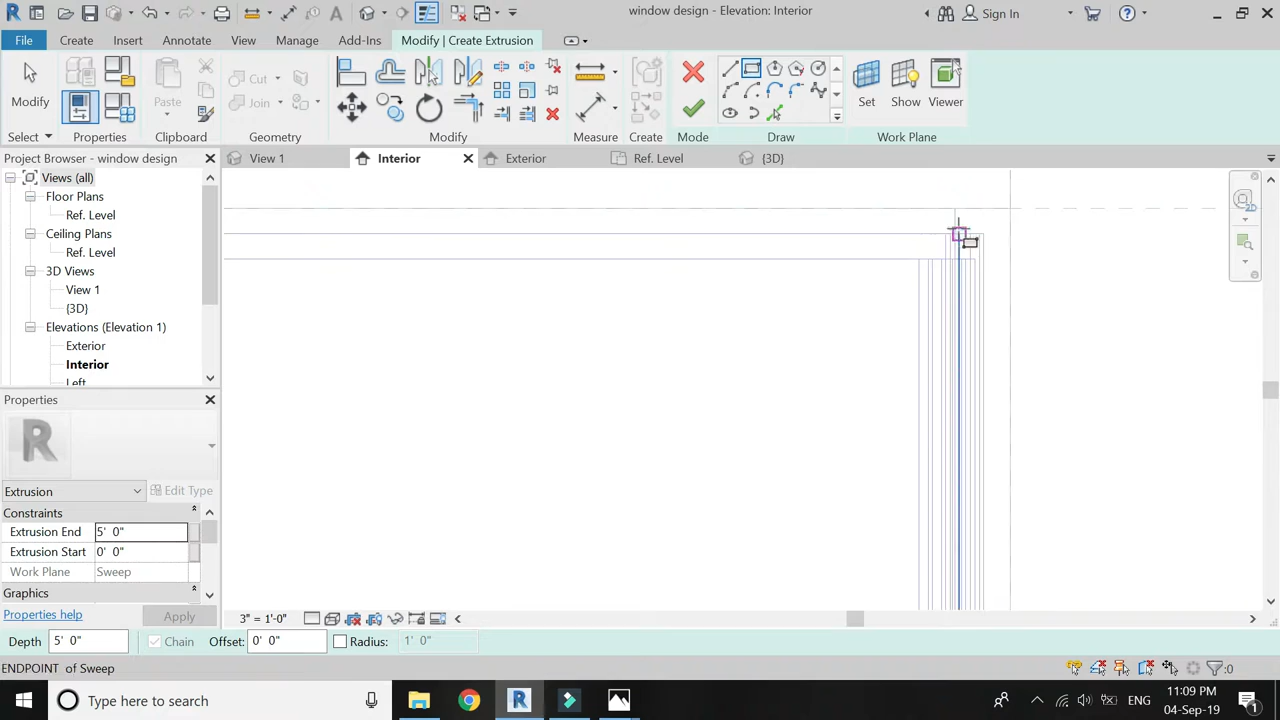 window design - Elevation: Interior
Sign In
File
Create
Insert
Annotate
View
Manage
Add-Ins
Modify | Create Extrusion
Modify
Paste
Cut
Join
Set
Show
Viewer
Select
Properties
Clipboard
Geometry
Modify
Measure
Create
Mode
Draw
Work Plane
Project Browser - window design
View 1
Interior
Exterior
Ref. Level
{3D}
Views (all)
Floor Plans
Ref. Level
Ceiling Plans
Ref. Level
3D Views
View 1
{3D}
Elevations (Elevation 1)
Exterior
Interior
Left
Properties
Extrusion
Edit Type
Constraints
Extrusion End 5' 0"
Extrusion Start 0' 0"
Work Plane Sweep
Graphics
Properties help
Apply
3" = 1'-0"
Depth 5' 0" Chain Offset: 0' 0" Radius: 1' 0"
ENDPOINT of Sweep
:0
Type here to search
ENG
11:09 PM
04-Sep-19